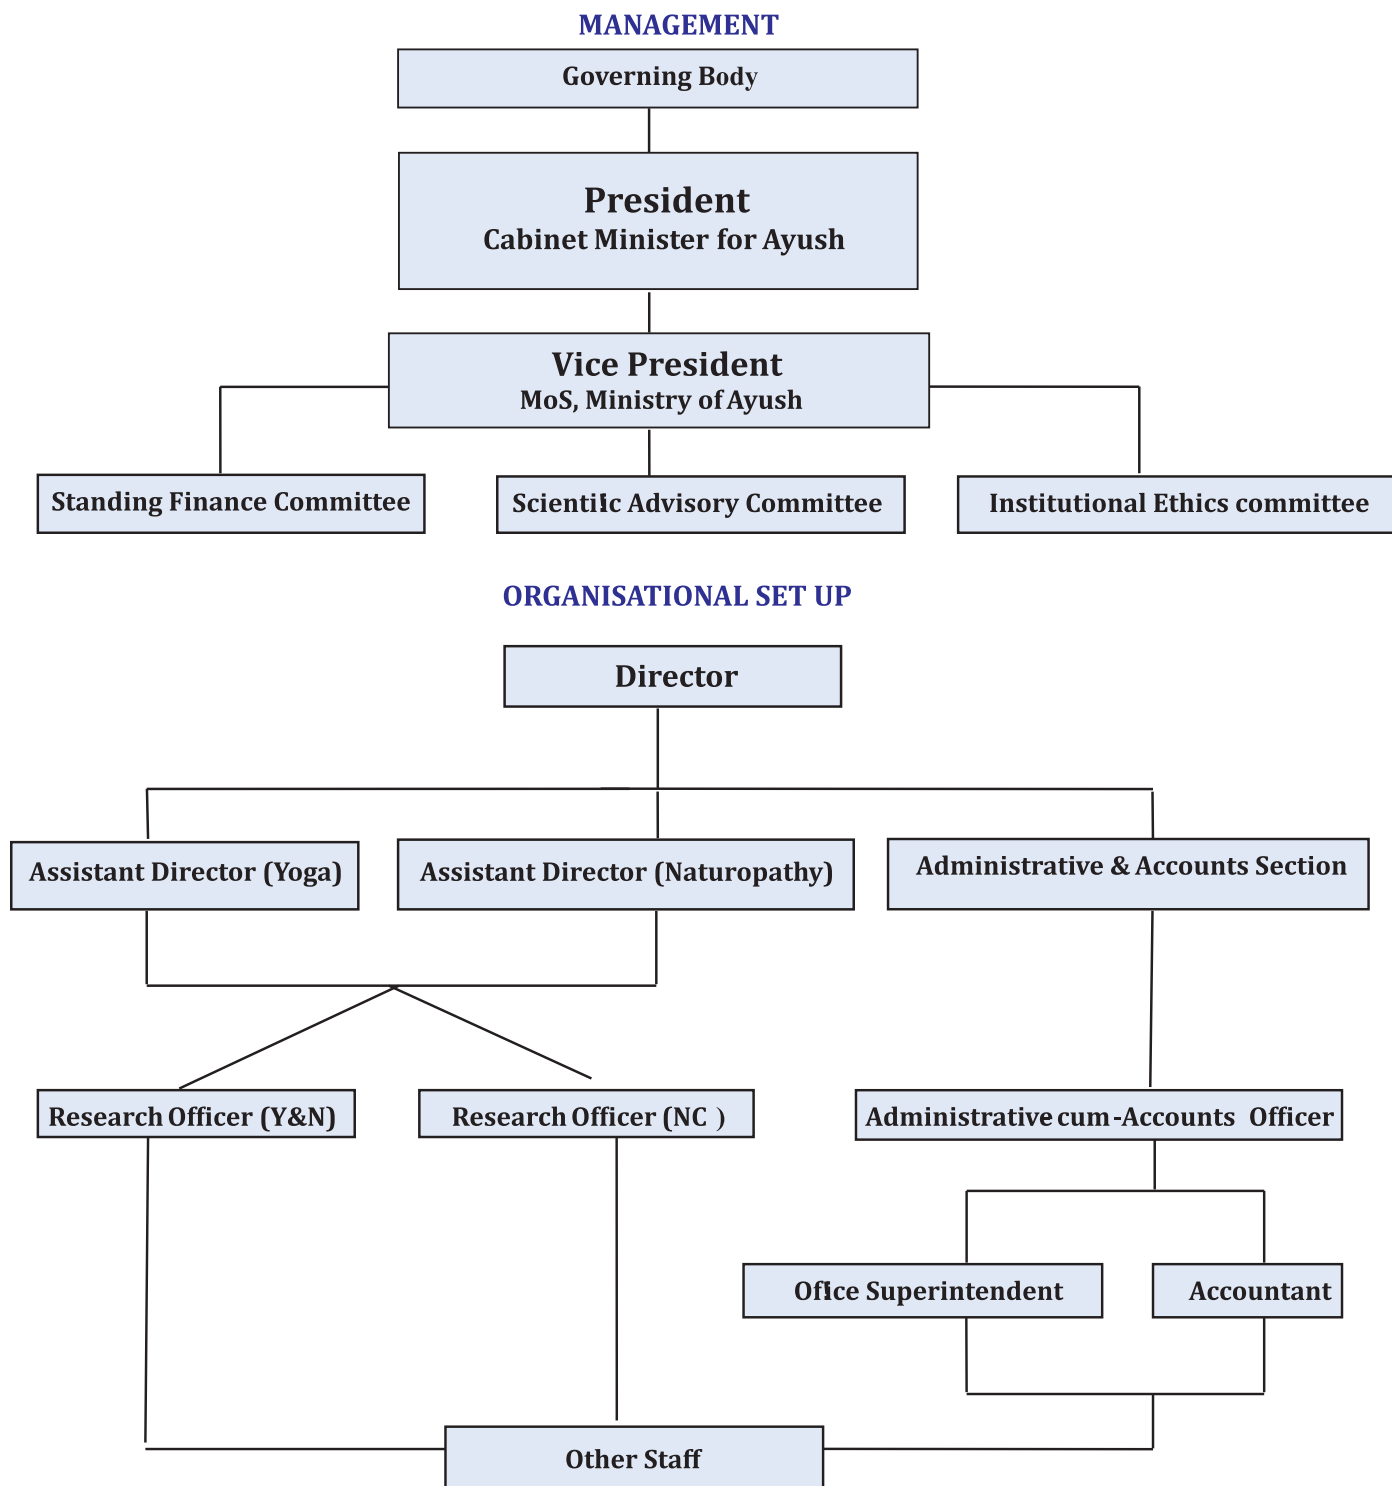 MANAGEMENT
Governing Body
President
Cabinet Minister for Ayush
Vice President
MoS, Ministry of Ayush
Standing Finance Committee
Scientific Advisory Committee
Institutional Ethics committee
ORGANISATIONAL SET UP
Director
Assistant Director (Yoga)
Assistant Director (Naturopathy)
Administrative & Accounts Section
Research Officer (Y&N)
Research Officer (NC )
Administrative cum -Accounts Officer
Office Superintendent
Accountant
Other Staff